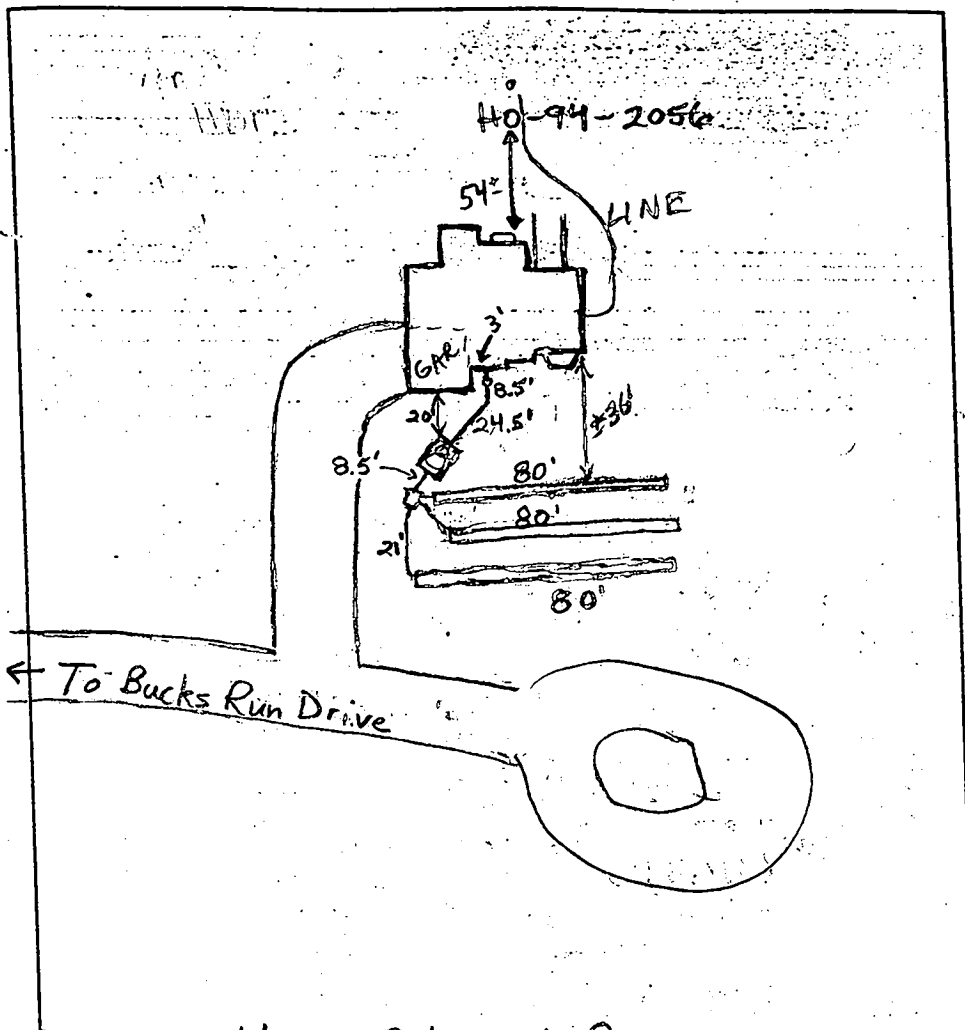 HO-94-2056
54±
LINE
3'
GAR.
8.5'
20'
24.5'
±36'
8.5'
80'
80'
21'
80'
← To Bucks Run Drive